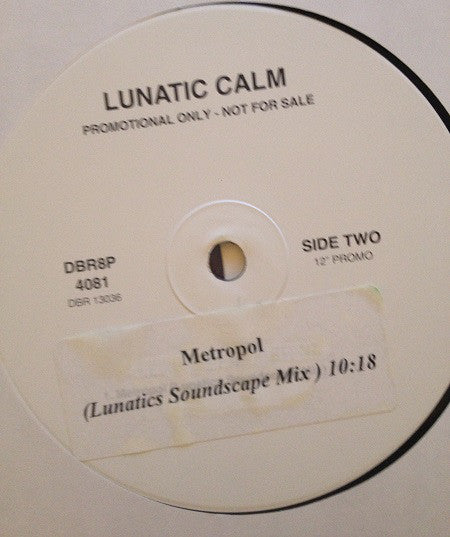 LUNATIC CALM
PROMOTIONAL ONLY - NOT FOR SALE
DBR8P
4081
DBR 13036
SIDE TWO
12" PROMO
Metropol
(Lunatics Soundscape Mix ) 10:18